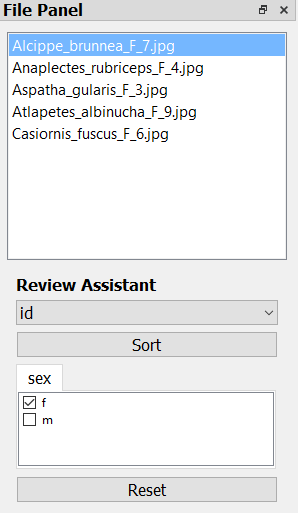 File Panel
Alcippe_brunnea_F_7.jpg
Anaplectes_rubriceps_F_4.jpg
Aspatha_gularis_F_3.jpg
Atlapetes_albinucha_F_9.jpg
Casiornis_fuscus_F_6.jpg
Review Assistant
id
Sort
sex
f
m
Reset